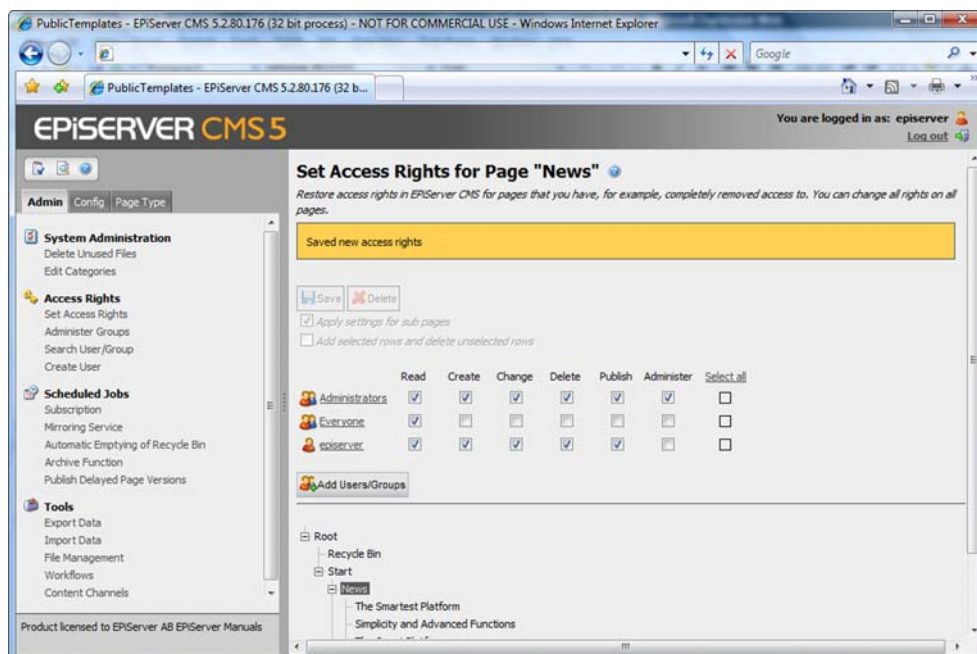 PublicTemplates - EPiServer CMS 5.2.80.176 (32 bit process) - NOT FOR COMMERCIAL USE - Windows Internet Explorer
Google
PublicTemplates - EPiServer CMS 5.2.80.176 (32 b...
EPiSERVER CMS 5
You are logged in as: episerver
Log out
Admin Config Page Type
System Administration
Delete Unused Files
Edit Categories
Access Rights
Set Access Rights
Administer Groups
Search User/Group
Create User
Scheduled Jobs
Subscription
Mirroring Service
Automatic Emptying of Recycle Bin
Archive Function
Publish Delayed Page Versions
Tools
Export Data
Import Data
File Management
Workflows
Content Channels
Product licensed to EPiServer AB EPiServer Manuals
Set Access Rights for Page "News"
Restore access rights in EPiServer CMS for pages that you have, for example, completely removed access to. You can change all rights on all
pages.
Saved new access rights
Save Delete
Apply settings for sub pages
Add selected rows and delete unselected rows
Read Create Change Delete Publish Administer Select all
Administrators
Everyone
episerver
Add Users/Groups
Root
Recycle Bin
Start
News
The Smartest Platform
Simplicity and Advanced Functions